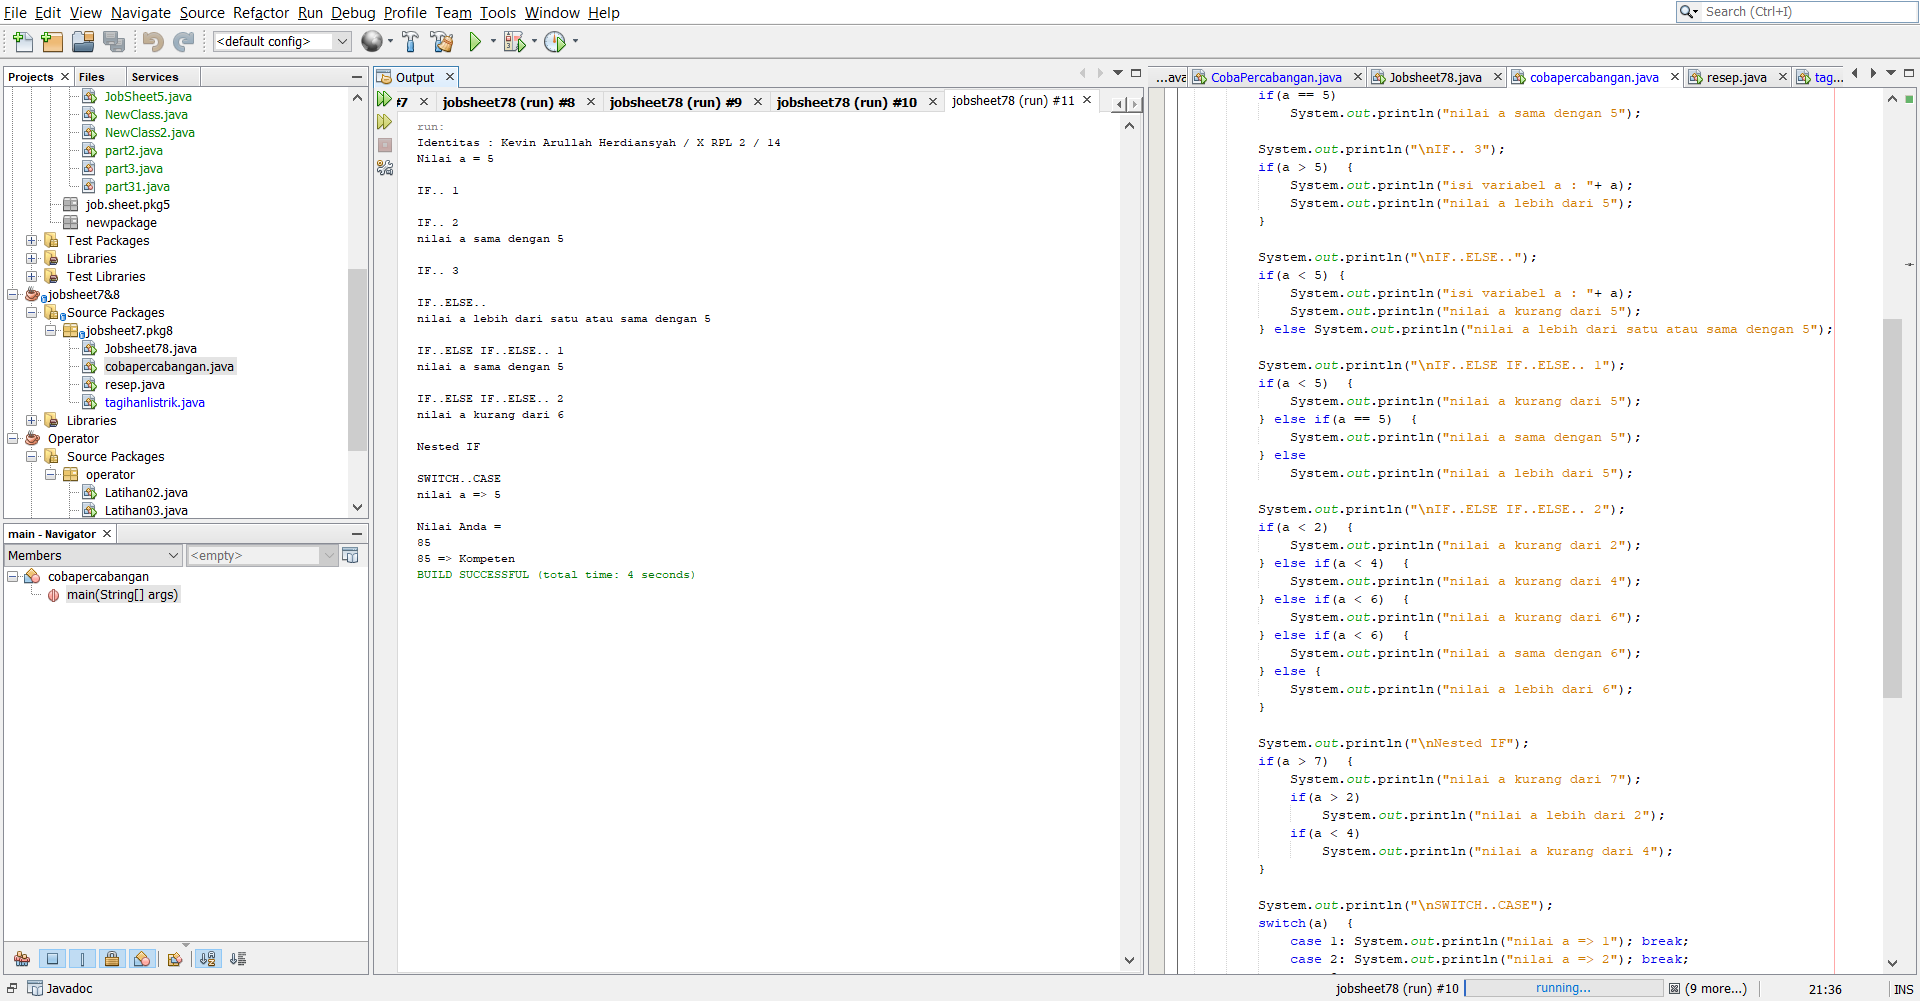 File Edit View Navigate Source Refactor Run Debug Profile Team Tools Window Help
Search (Ctrl+I)
<default config>
Projects Files Services
JobSheet5.java
NewClass.java
NewClass2.java
part2.java
part3.java
part31.java
job.sheet.pkg5
newpackage
Test Packages
Libraries
Test Libraries
jobsheet7&8
Source Packages
jobsheet7.pkg8
Jobsheet78.java
cobapercabangan.java
resep.java
tagihanlistrik.java
Libraries
Operator
Source Packages
operator
Latihan02.java
Latihan03.java
main - Navigator
Members <empty>
cobapercabangan
main(String[] args)
Javadoc
Output
#7 jobsheet78 (run) #8 jobsheet78 (run) #9 jobsheet78 (run) #10 jobsheet78 (run) #11
run:
Identitas : Kevin Arullah Herdiansyah / X RPL 2 / 14
Nilai a = 5
IF.. 1
IF.. 2
nilai a sama dengan 5
IF.. 3
IF..ELSE..
nilai a lebih dari satu atau sama dengan 5
IF..ELSE IF..ELSE.. 1
nilai a sama dengan 5
IF..ELSE IF..ELSE.. 2
nilai a kurang dari 6
Nested IF
SWITCH..CASE
nilai a => 5
Nilai Anda =
85
85 => Kompeten
BUILD SUCCESSFUL (total time: 4 seconds)
...ava CobaPercabangan.java Jobsheet78.java cobapercabangan.java resep.java tag...
if(a == 5)
System.out.println("nilai a sama dengan 5");
System.out.println("\nIF.. 3");
if(a > 5) {
System.out.println("isi variabel a : "+ a);
System.out.println("nilai a lebih dari 5");
}
System.out.println("\nIF..ELSE..");
if(a < 5) {
System.out.println("isi variabel a : "+ a);
System.out.println("nilai a kurang dari 5");
} else System.out.println("nilai a lebih dari satu atau sama dengan 5");
System.out.println("\nIF..ELSE IF..ELSE.. 1");
if(a < 5) {
System.out.println("nilai a kurang dari 5");
} else if(a == 5) {
System.out.println("nilai a sama dengan 5");
} else
System.out.println("nilai a lebih dari 5");
System.out.println("\nIF..ELSE IF..ELSE.. 2");
if(a < 2) {
System.out.println("nilai a kurang dari 2");
} else if(a < 4) {
System.out.println("nilai a kurang dari 4");
} else if(a < 6) {
System.out.println("nilai a kurang dari 6");
} else if(a < 6) {
System.out.println("nilai a sama dengan 6");
} else {
System.out.println("nilai a lebih dari 6");
}
System.out.println("\nNested IF");
if(a > 7) {
System.out.println("nilai a kurang dari 7");
if(a > 2)
System.out.println("nilai a lebih dari 2");
if(a < 4)
System.out.println("nilai a kurang dari 4");
}
System.out.println("\nSWITCH..CASE");
switch(a) {
case 1: System.out.println("nilai a => 1"); break;
case 2: System.out.println("nilai a => 2"); break;
jobsheet78 (run) #10 running... (9 more...) 21:36 INS